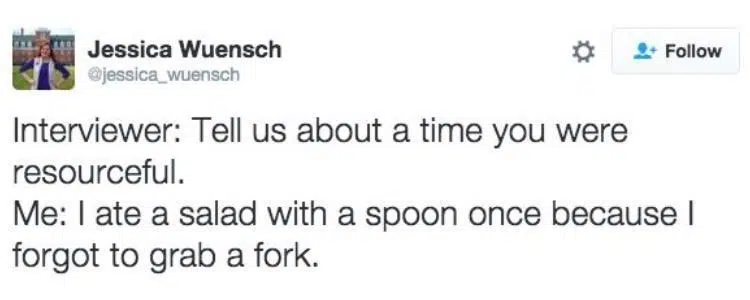 Jessica Wuensch
@jessica_wuensch
Follow
Interviewer: Tell us about a time you were
resourceful.
Me: I ate a salad with a spoon once because I
forgot to grab a fork.